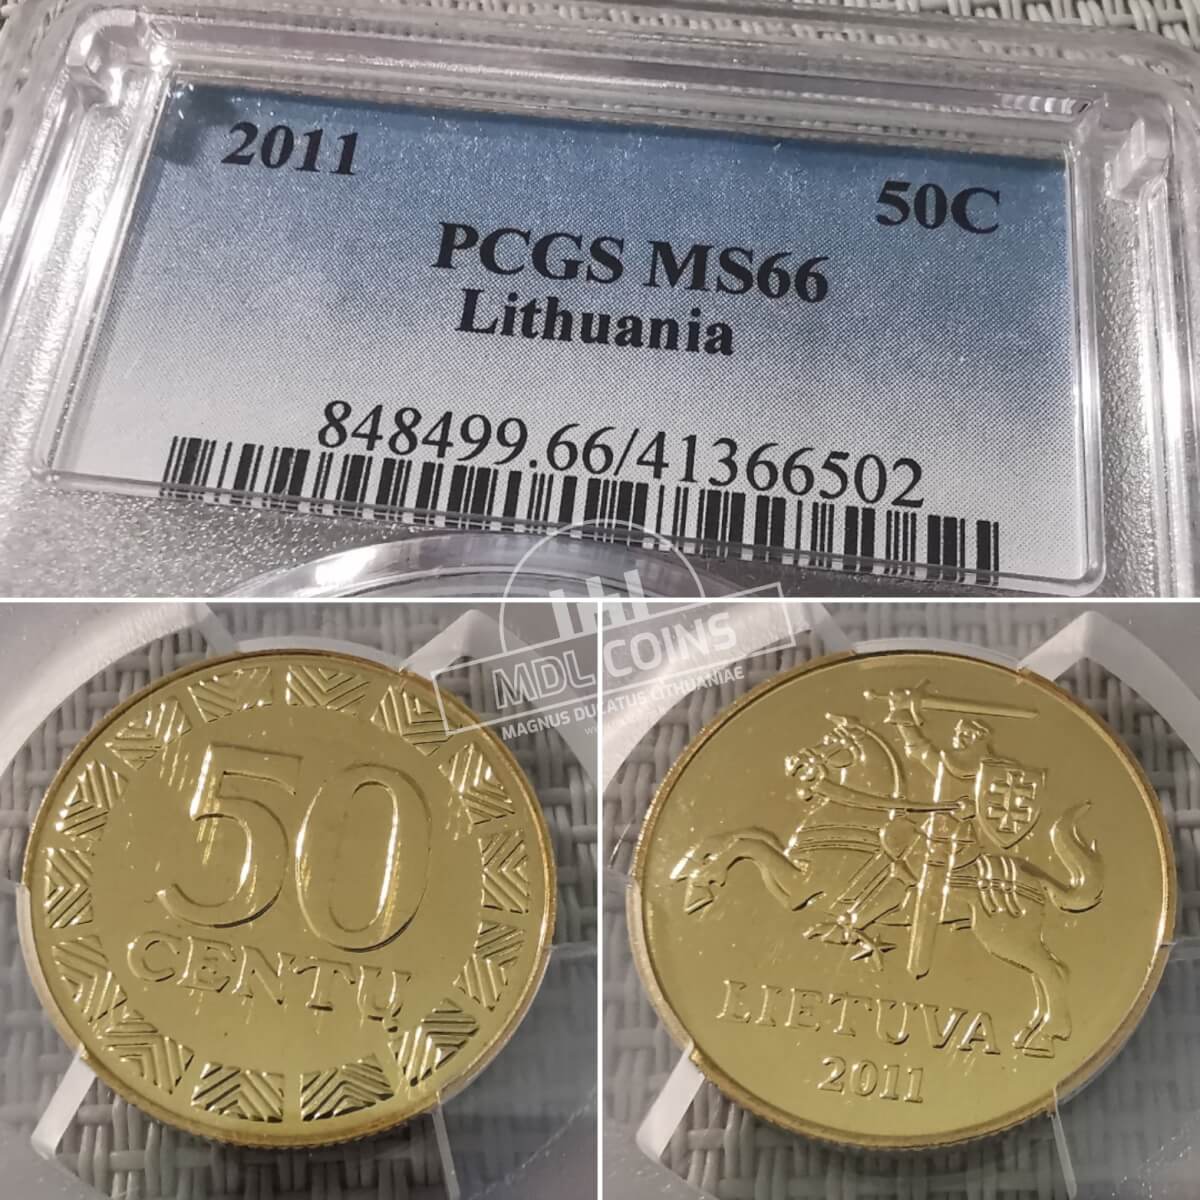 2011
50C
PCGS MS66
Lithuania
848499.66/41366502
MDL COINS
MAGNUS DUCATUS LITHUANIAE
50
CENTŲ
LIETUVA
2011